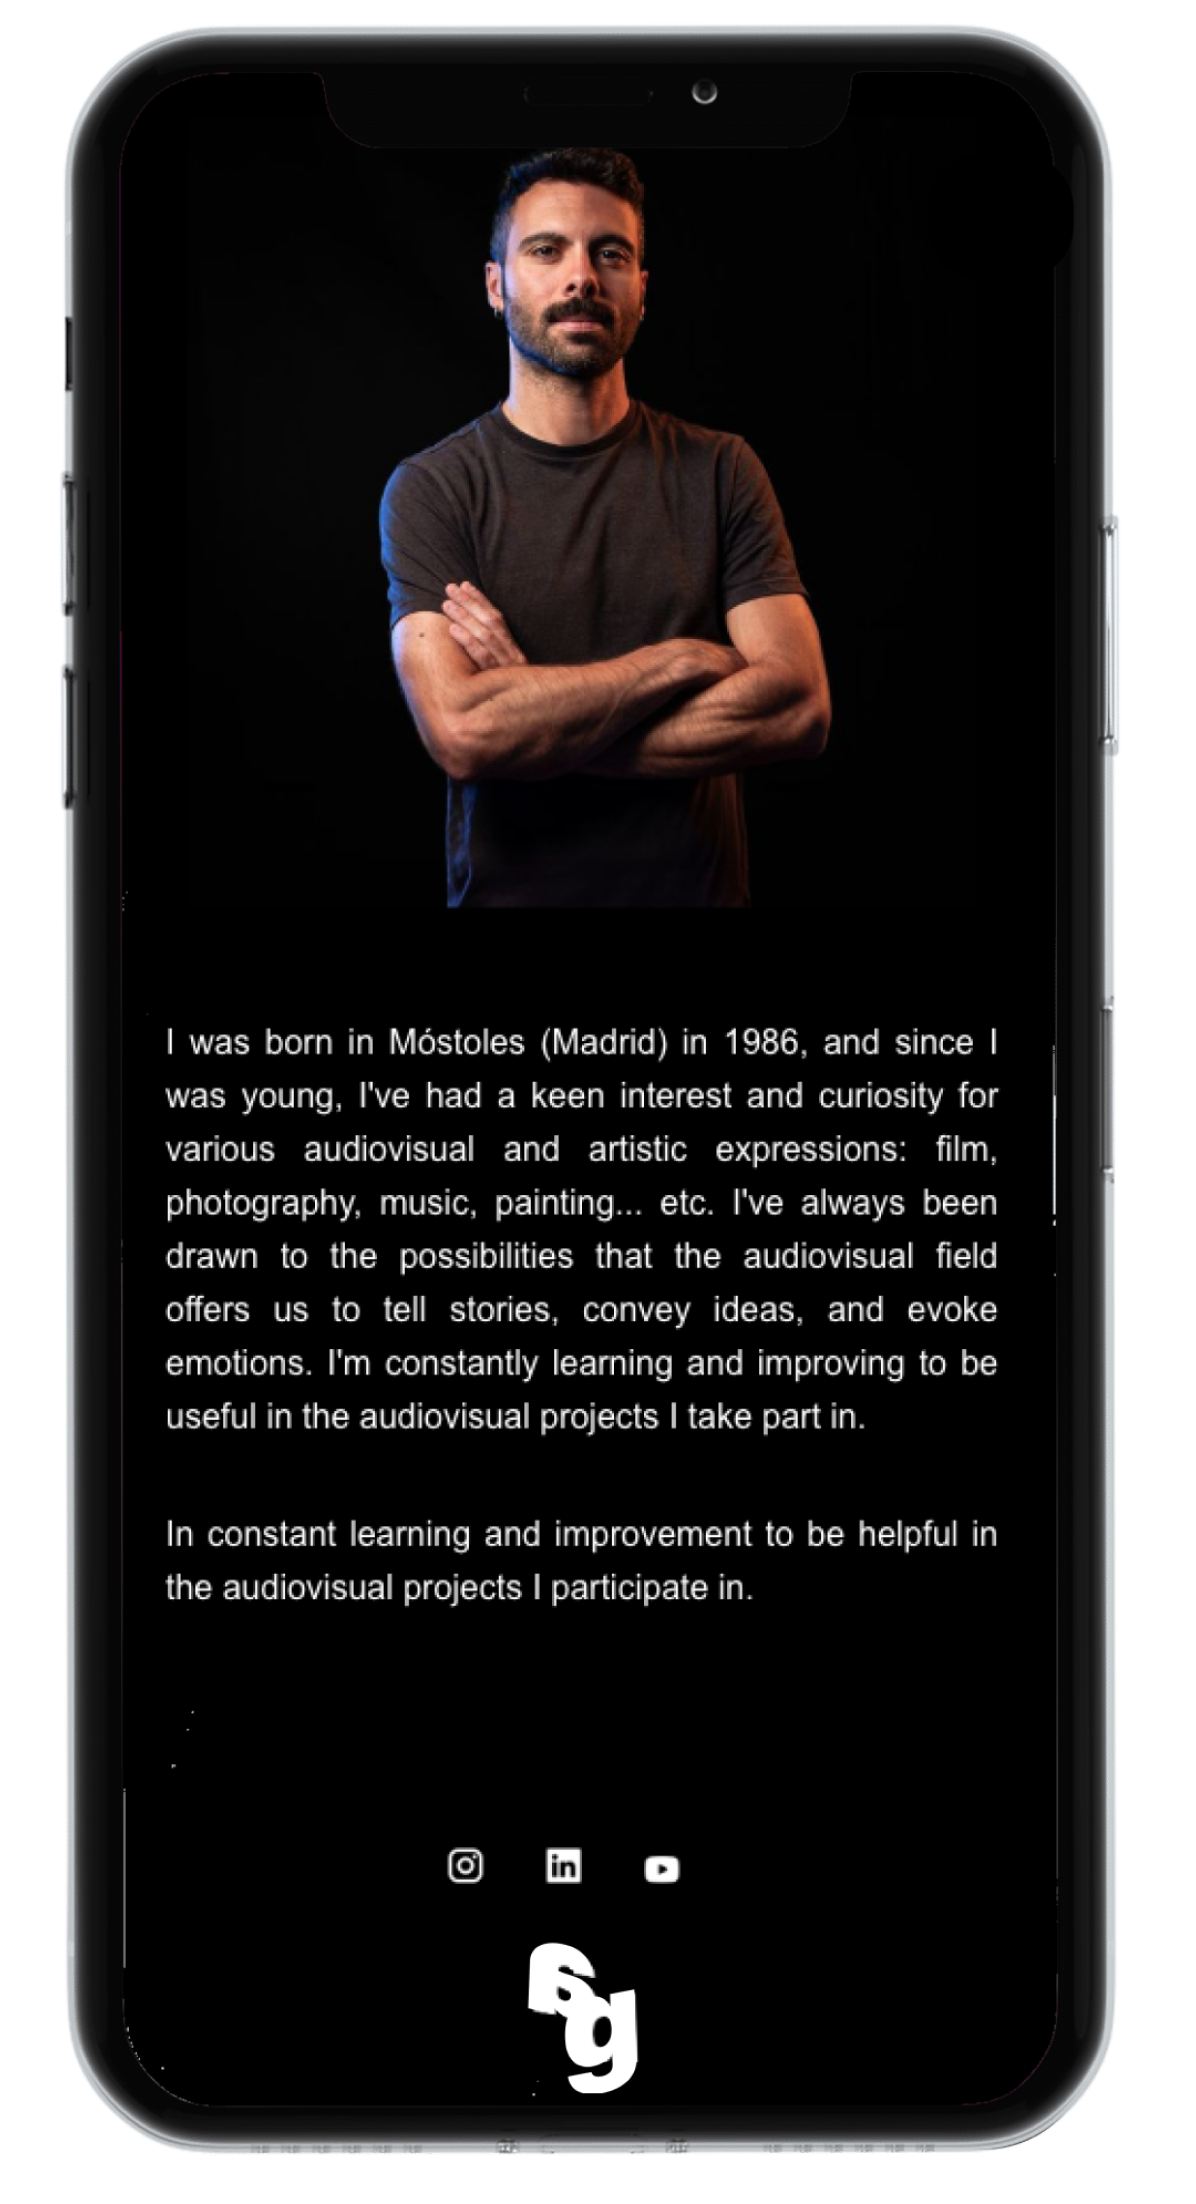 I was born in Móstoles (Madrid) in 1986, and since I
was young, I've had a keen interest and curiosity for
various audiovisual and artistic expressions: film,
photography, music, painting... etc. I've always been
drawn to the possibilities that the audiovisual field
offers us to tell stories, convey ideas, and evoke
emotions. I'm constantly learning and improving to be
useful in the audiovisual projects I take part in.
In constant learning and improvement to be helpful in
the audiovisual projects I participate in.
in
sg